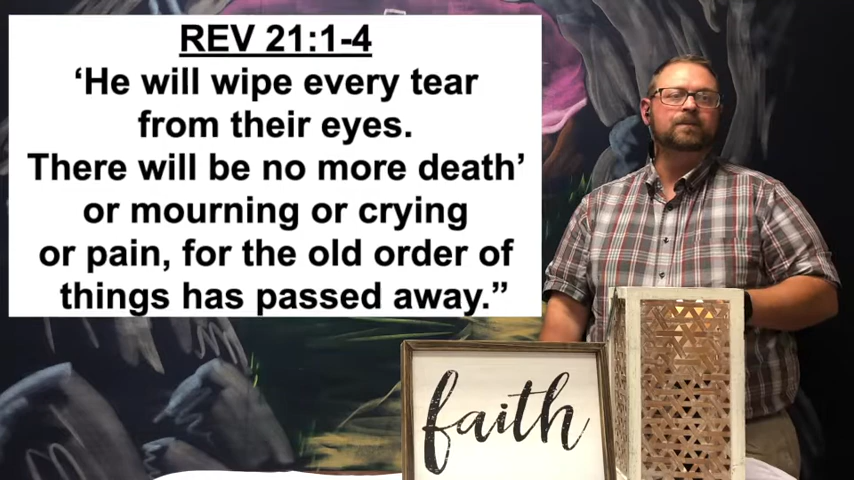 REV 21:1-4
‘He will wipe every tear
from their eyes.
There will be no more death’
or mourning or crying
or pain, for the old order of
things has passed away.”
faith